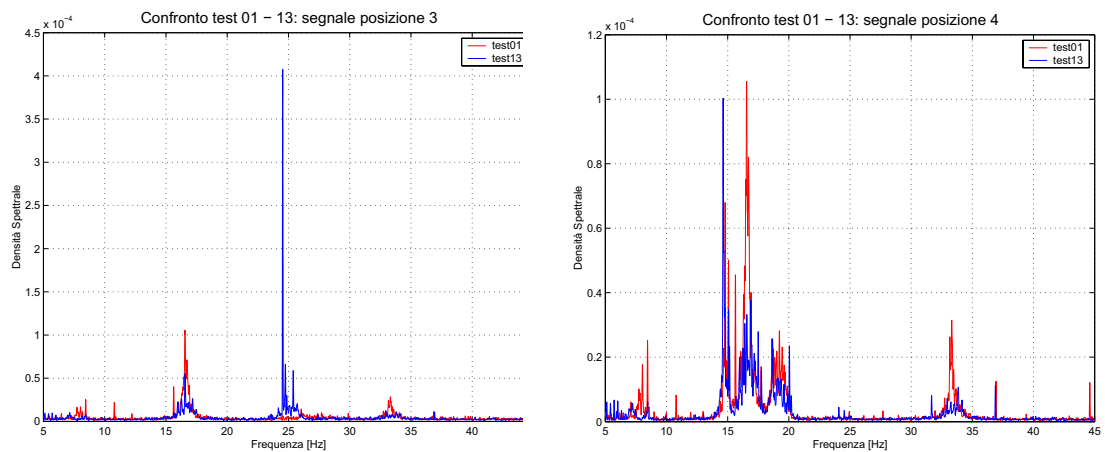 Confronto test 01 − 13: segnale posizione 3
x 10⁻⁴
4.5
4
3.5
3
2.5
2
1.5
1
0.5
0
Densità Spettrale
5 10 15 20 25 30 35 40
Frequenza [Hz]
test01
test13
Confronto test 01 − 13: segnale posizione 4
x 10⁻⁴
1.2
1
0.8
0.6
0.4
0.2
0
Densità Spettrale
5 10 15 20 25 30 35 40 45
Frequenza [Hz]
test01
test13